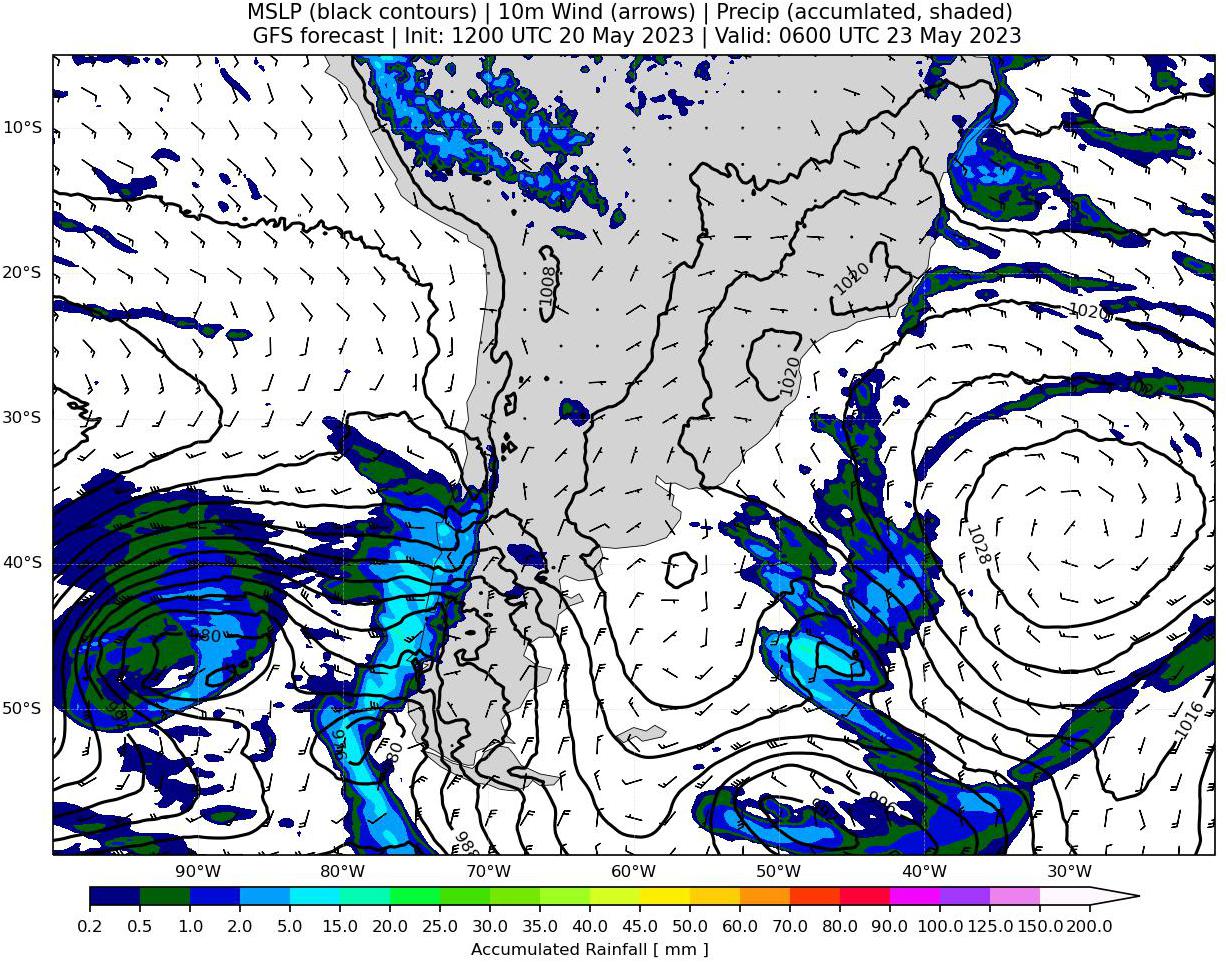 MSLP (black contours) | 10m Wind (arrows) | Precip (accumlated, shaded)
GFS forecast | Init: 1200 UTC 20 May 2023 | Valid: 0600 UTC 23 May 2023
10°S
20°S
1008
1020
1020
1020
30°S
1028
40°S
980
50°S
1016
980
996
988
90°W 80°W 70°W 60°W 50°W 40°W 30°W
0.2 0.5 1.0 2.0 5.0 10.0 15.0 20.0 25.0 30.0 35.0 40.0 45.0 50.0 60.0 70.0 80.0 90.0 100.0 125.0 150.0 200.0
Accumulated Rainfall [ mm ]